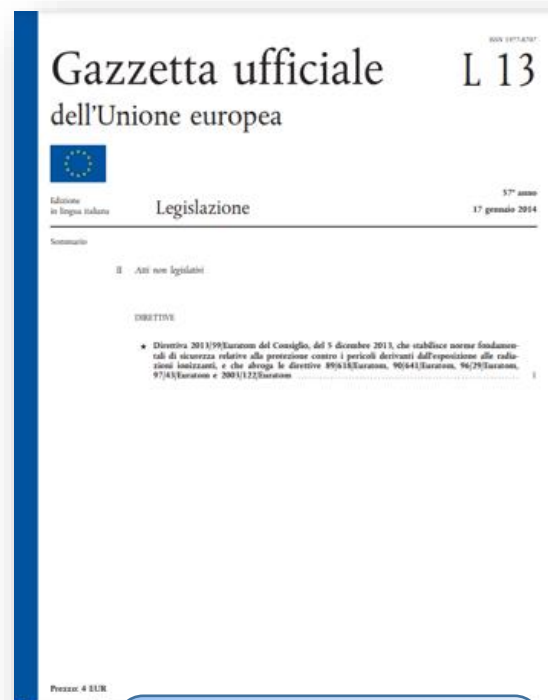 ISSN 1977-0707
Gazzetta ufficiale
L 13
dell'Unione europea
Edizione
in lingua italiana
Legislazione
57° anno
17 gennaio 2014
Sommario
II Atti non legislativi
DIRETTIVE
★ Direttiva 2013/59/Euratom del Consiglio, del 5 dicembre 2013, che stabilisce norme fondamen-
tali di sicurezza relative alla protezione contro i pericoli derivanti dall'esposizione alle radia-
zioni ionizzanti, e che abroga le direttive 89/618/Euratom, 90/641/Euratom, 96/29/Euratom,
97/43/Euratom e 2003/122/Euratom 1
Prezzo: 4 EUR